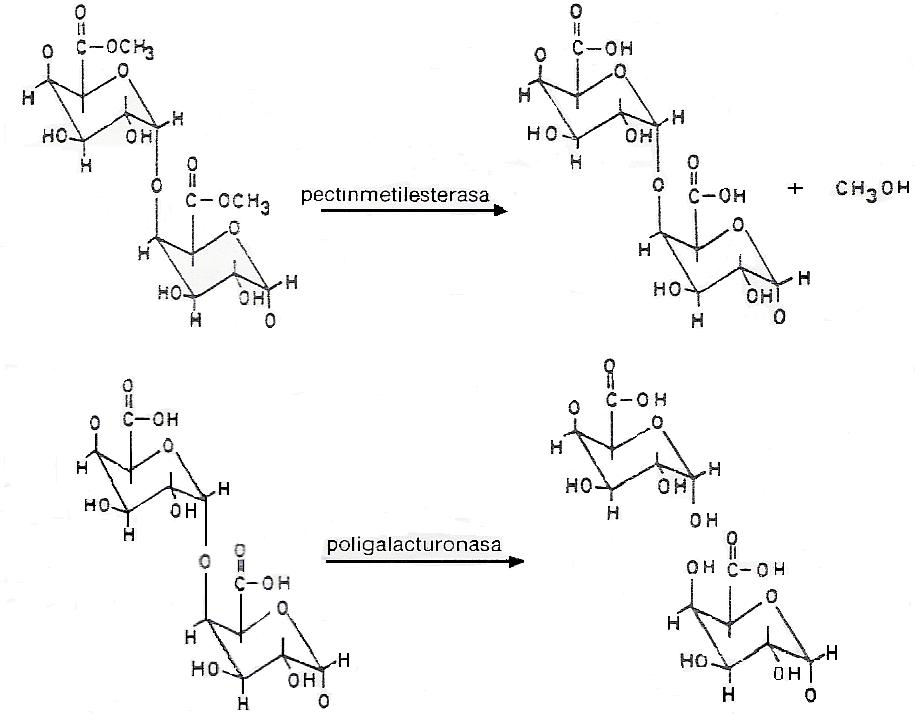 O
C–OCH3
O O
H H
HO OH
H
O
O
C–OCH3
O
H
H
HO OH
H O
pectinmetilesterasa
O
C–OH
O O
H H
HO OH
H
O
O
C–OH
O
H
H
HO OH
H O
+ CH3OH
O
C–OH
O O
H H
HO OH
H
O
O
C–OH
O
H
H
HO OH
H O
poligalacturonasa
O
C–OH
O O
H H
HO OH
H OH
O
OH C–OH
O
H
HO H
OH
H O